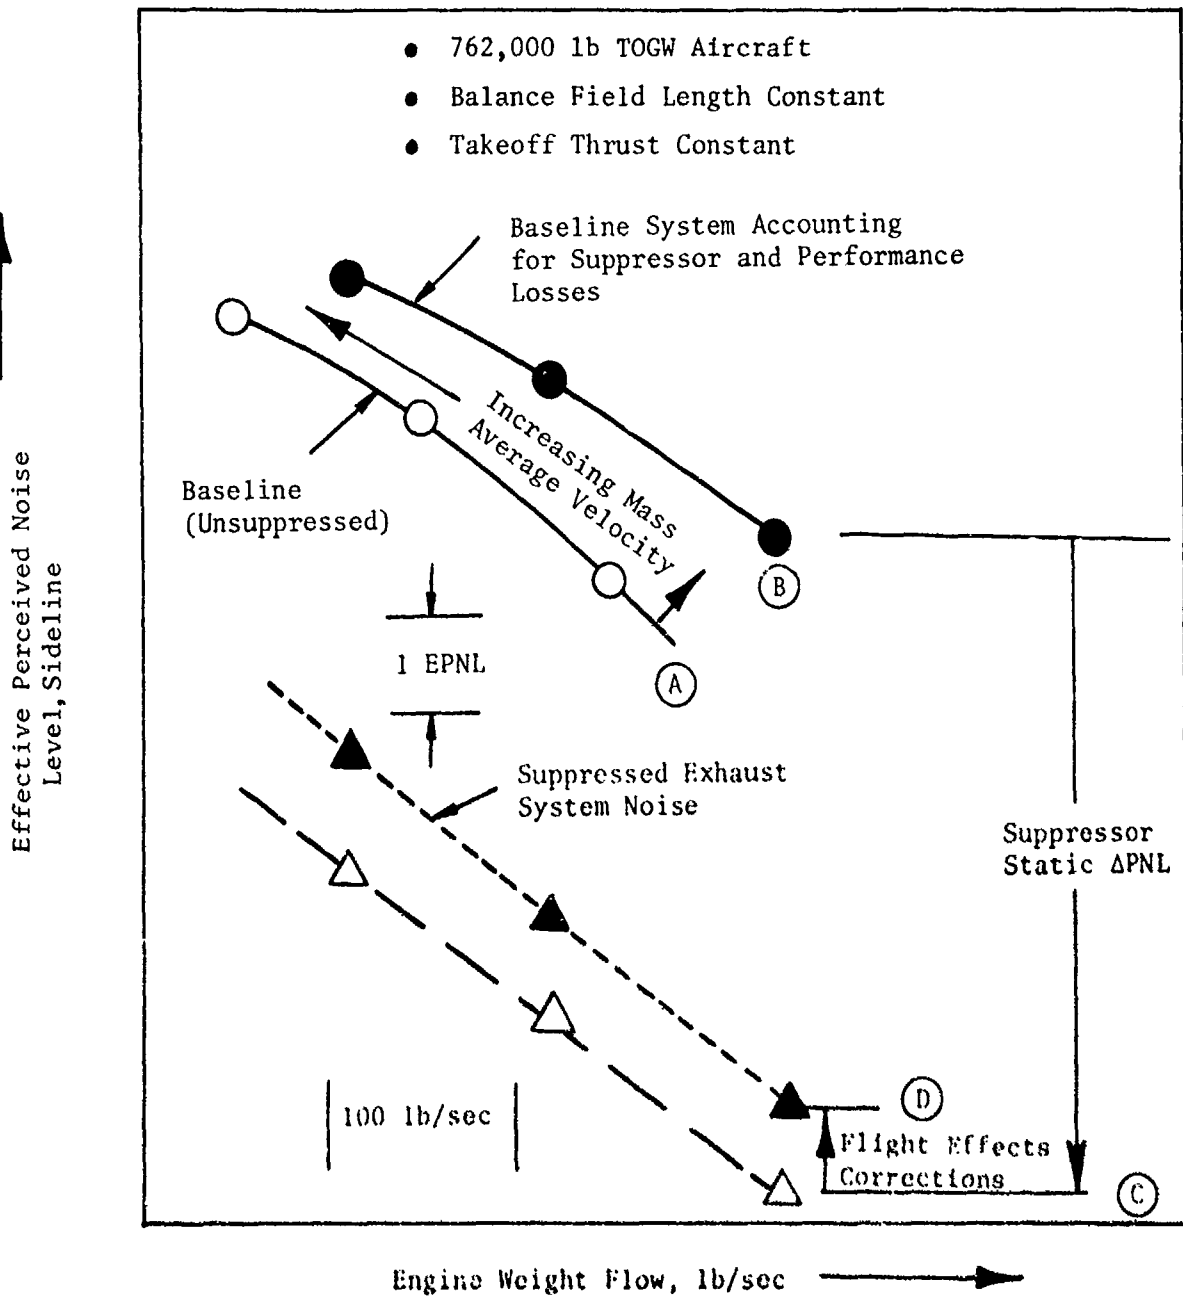 • 762,000 lb TOGW Aircraft
• Balance Field Length Constant
• Takeoff Thrust Constant
Baseline System Accounting
for Suppressor and Performance
Losses
Increasing Mass
Average Velocity
Baseline
(Unsuppressed)
B
1 EPNL
A
Effective Perceived Noise
Level, Sideline
Suppressed Exhaust
System Noise
Suppressor
Static ΔPNL
100 lb/sec
D
Flight Effects
Corrections
C
Engine Weight Flow, lb/sec